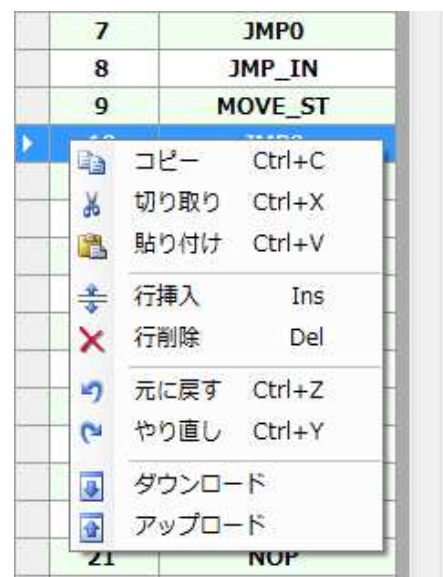 7 JMP0
8 JMP_IN
9 MOVE_ST
コピー Ctrl+C
切り取り Ctrl+X
貼り付け Ctrl+V
行挿入 Ins
行削除 Del
元に戻す Ctrl+Z
やり直し Ctrl+Y
ダウンロード
アップロード
21 NOP